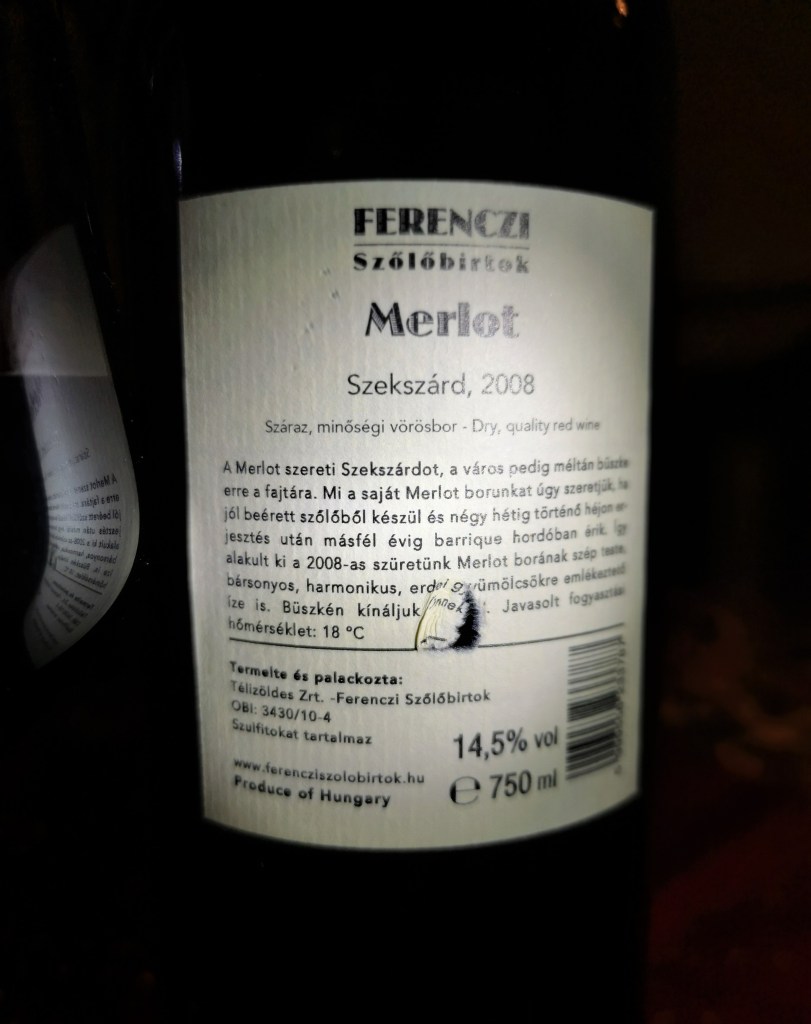 FERENCZI
Szőlőbirtok
Merlot
Szekszárd, 2008
Száraz, minőségi vörösbor - Dry, quality red wine
A Merlot szereti Szekszárdot, a város pedig méltán büszke
erre a fajtára. Mi a saját Merlot borunkat úgy szeretjük, ha
jól beérett szőlőből készül és négy hétig történő héjon er-
jesztés után másfél évig barrique hordóban érik. Így
alakult ki a 2008-as szüretünk Merlot borának szép teste,
bársonyos, harmonikus, erdei gyümölcsökre emlékeztető
íze is. Büszkén kínáljuk Javasolt fogyasztási
hőmérséklet: 18 °C
Termelte és palackozta:
Télizöldes Zrt. -Ferenczi Szőlőbirtok
OBI: 3430/10-4
Szulfitokat tartalmaz
14,5% vol
www.ferencziszolobirtok.hu
e 750 ml
Produce of Hungary